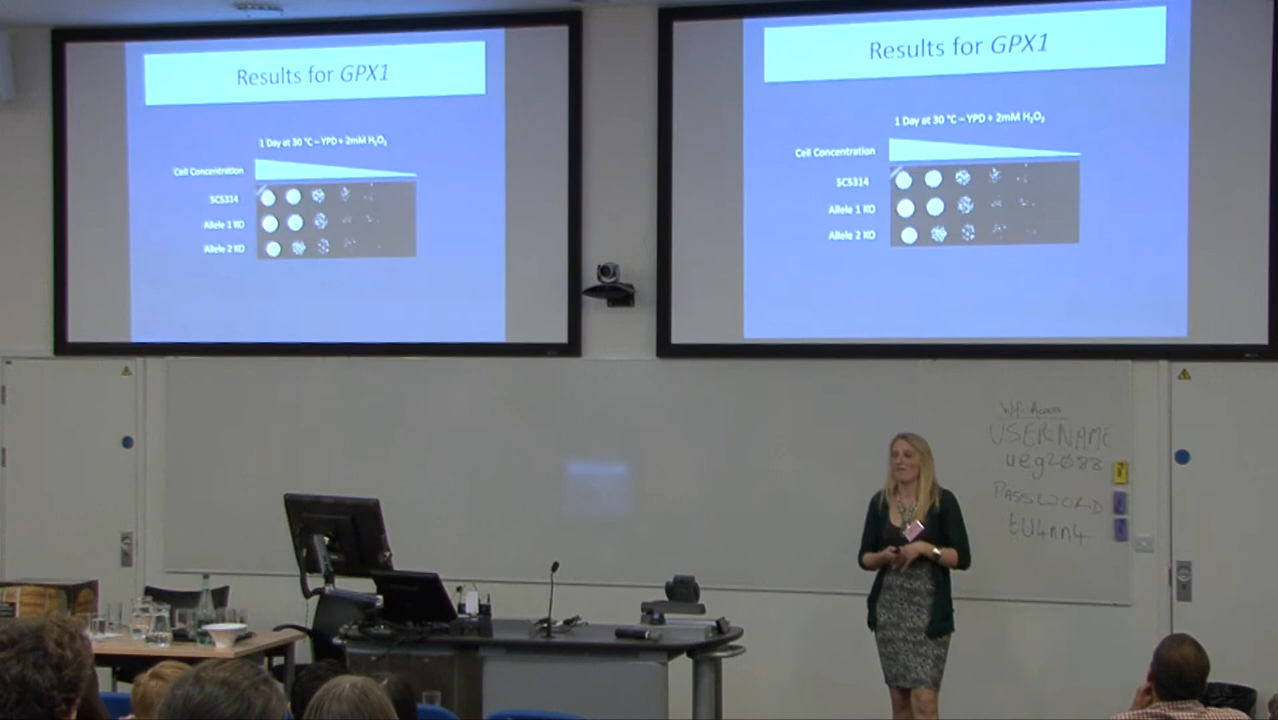 Results for GPX1
1 Day at 30 °C – YPD + 2mM H₂O₂
Cell Concentration
SC5314
Allele 1 KO
Allele 2 KO
Results for GPX1
1 Day at 30 °C – YPD + 2mM H₂O₂
Cell Concentration
SC5314
Allele 1 KO
Allele 2 KO
Wifi Access
USERNAME
ueg2088
PASSWORD
tU4nn4